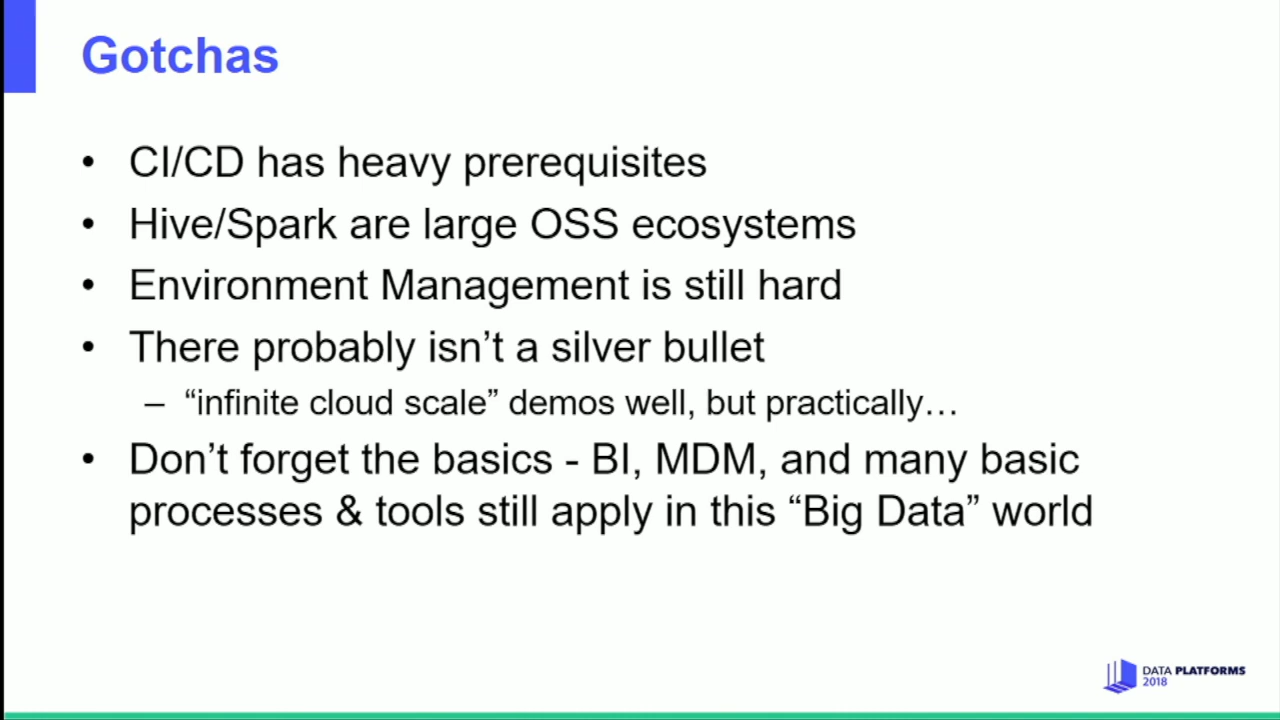 Gotchas
• CI/CD has heavy prerequisites
• Hive/Spark are large OSS ecosystems
• Environment Management is still hard
• There probably isn’t a silver bullet
– “infinite cloud scale” demos well, but practically…
• Don’t forget the basics - BI, MDM, and many basic
processes & tools still apply in this “Big Data” world
DATA PLATFORMS
2018